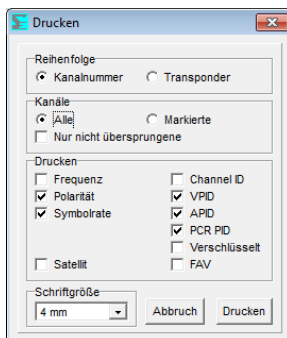 Drucken
Reihenfolge
Kanalnummer Transponder
Kanäle
Alle Markierte
Nur nicht übersprungene
Drucken
Frequenz Channel ID
Polarität VPID
Symbolrate APID
PCR PID
Verschlüsselt
Satellit FAV
Schriftgröße
4 mm Abbruch Drucken